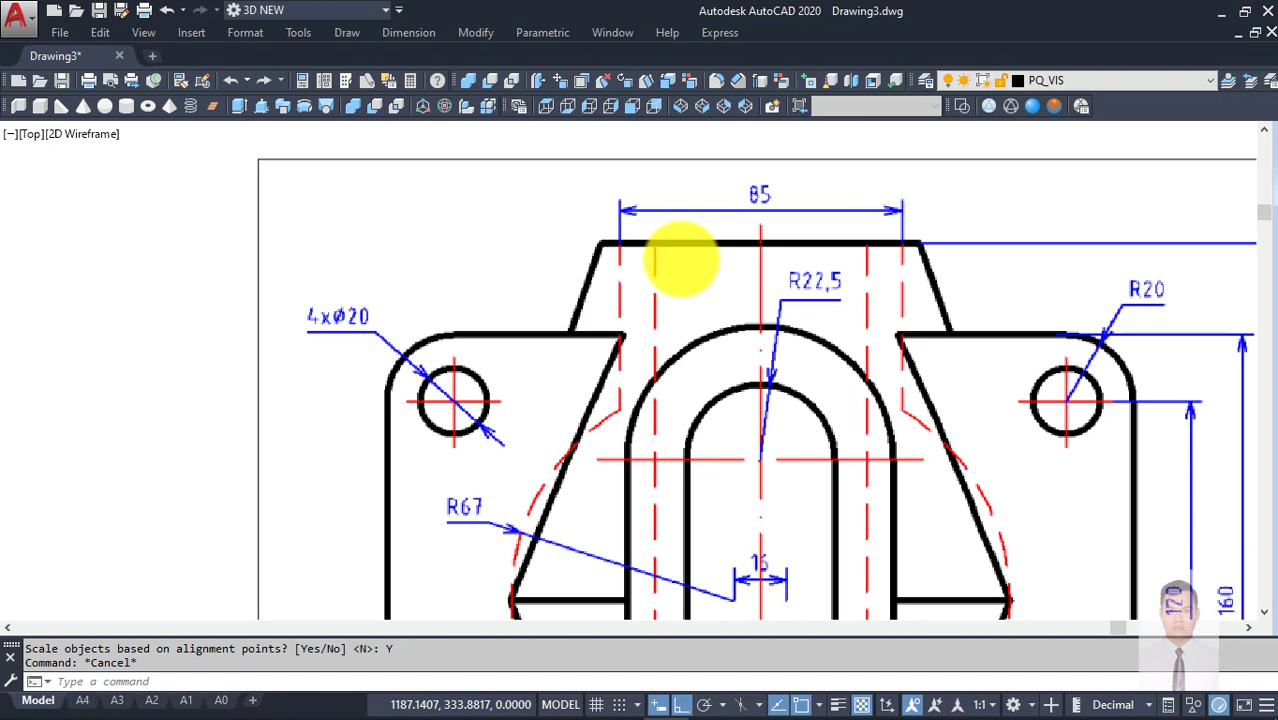 3D NEW
Autodesk AutoCAD 2020 Drawing3.dwg
File Edit View Insert Format Tools Draw Dimension Modify Parametric Window Help Express
Drawing3*
PQ_VIS
[−][Top][2D Wireframe]
85
R22,5
R20
4xØ20
R67
16
120
160
Scale objects based on alignment points? [Yes/No] <N>: Y
Command: *Cancel*
Type a command
Model A4 A3 A2 A1 A0
1187.1407, 333.8817, 0.0000 MODEL 1:1 Decimal